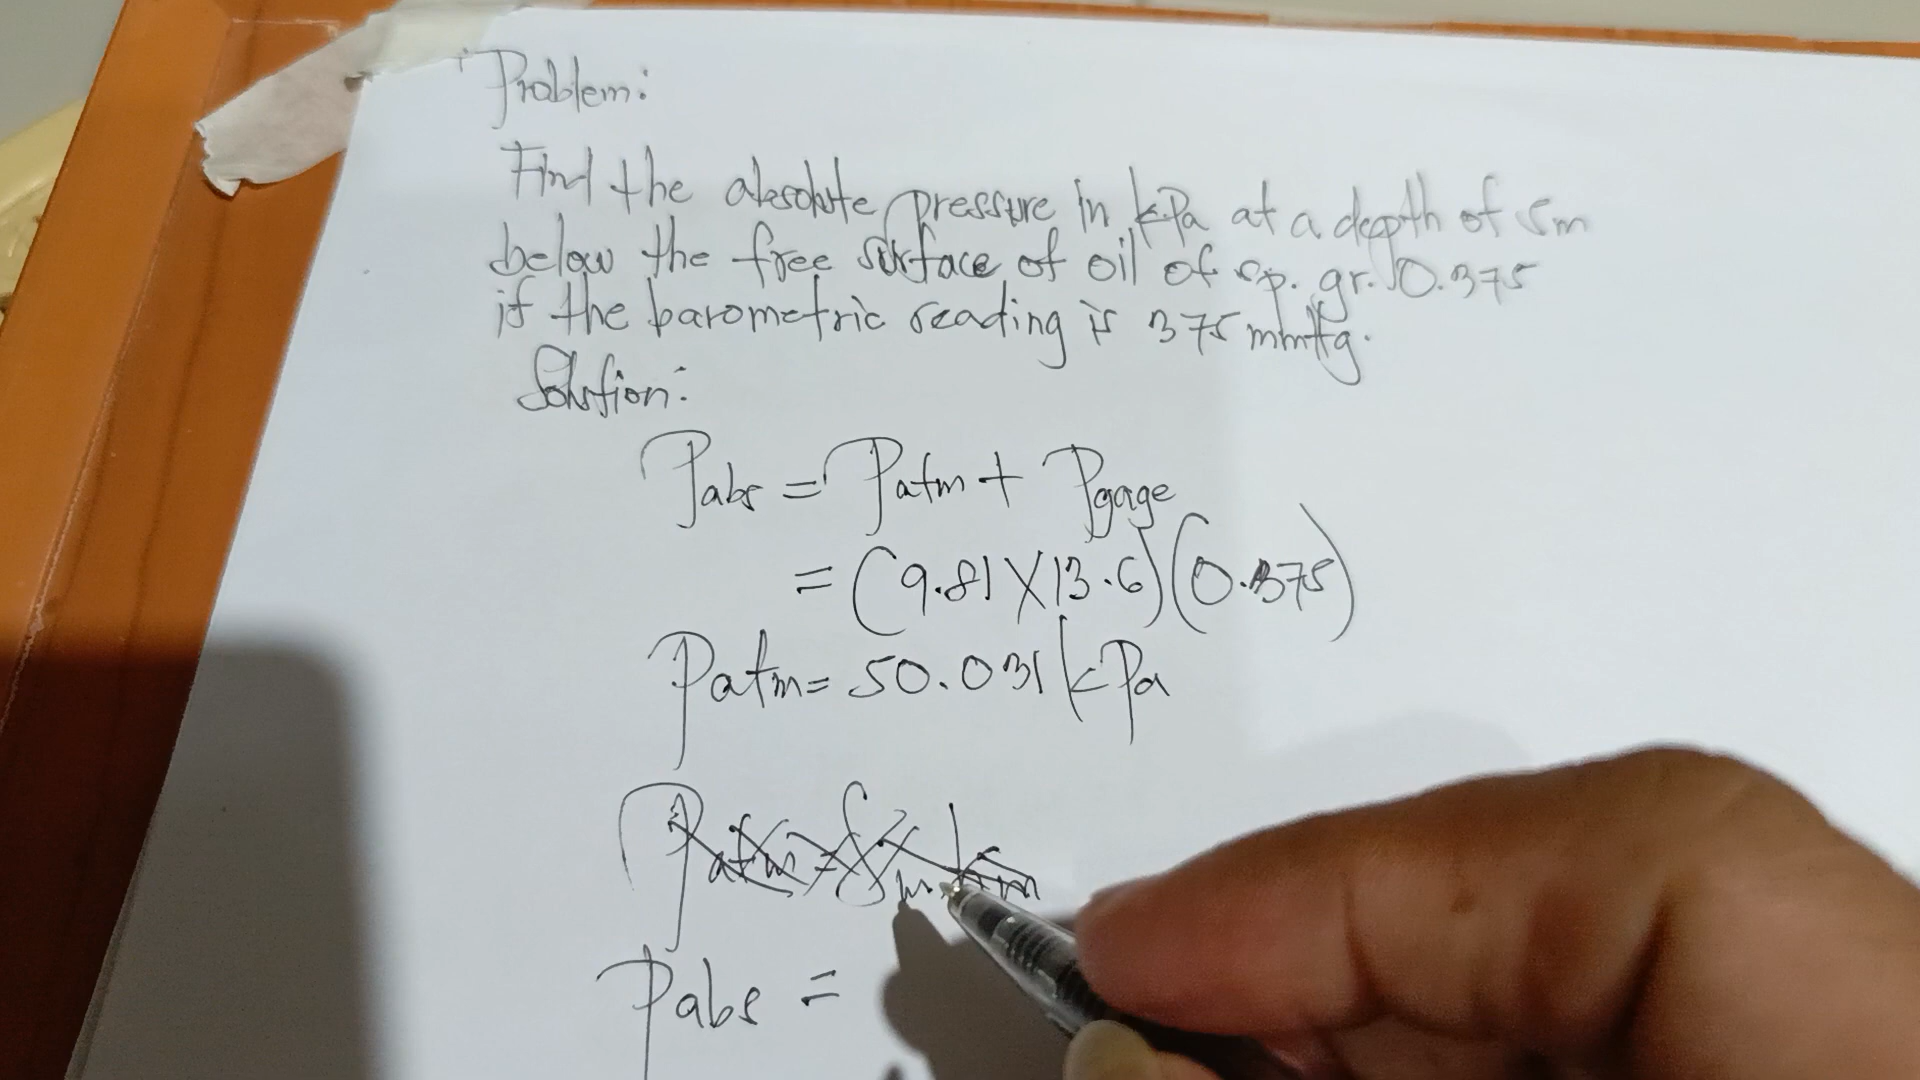 Problem:
Find the absolute pressure in kPa at a depth of 5m
below the free surface of oil of sp. gr. 0.375
if the barometric reading is 375 mmHg.
Solution:
Pabs = Patm + Pgage
= (9.81 X 13.6)(0.375)
Patm = 50.031 kPa
Pabs =